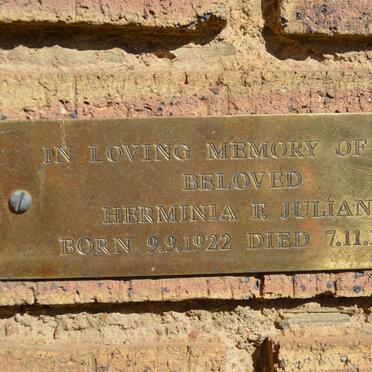 IN LOVING MEMORY OF
BELOVED
HERMINIA F. JULIAN
BORN 9.9.1922 DIED 7.11.